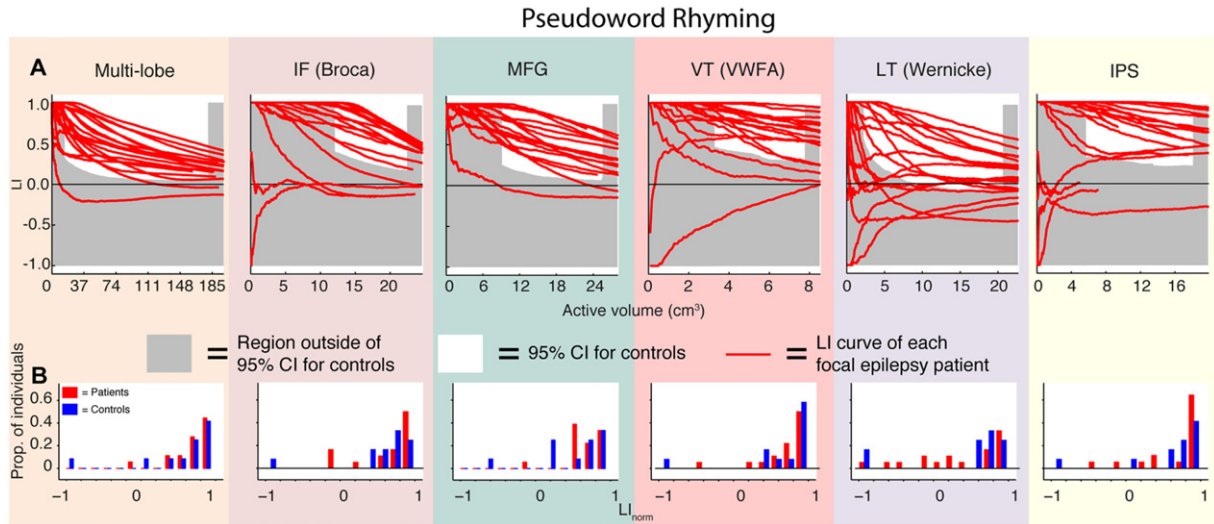 Pseudoword Rhyming
A
Multi-lobe
IF (Broca)
MFG
VT (VWFA)
LT (Wernicke)
IPS
LI
1.0
0.5
0.0
-0.5
-1.0
0 37 74 111 148 185
0 5 10 15 20
0 6 12 18 24
0 2 4 6 8
0 5 10 15 20
0 4 8 12 16
Active volume (cm³)
= Region outside of
95% CI for controls
= 95% CI for controls
= LI curve of each
focal epilepsy patient
B
Prop. of individuals
0.6
0.4
0.2
0
= Patients
= Controls
−1 0 1
−1 0 1
−1 0 1
−1 0 1
−1 0 1
−1 0 1
LInorm